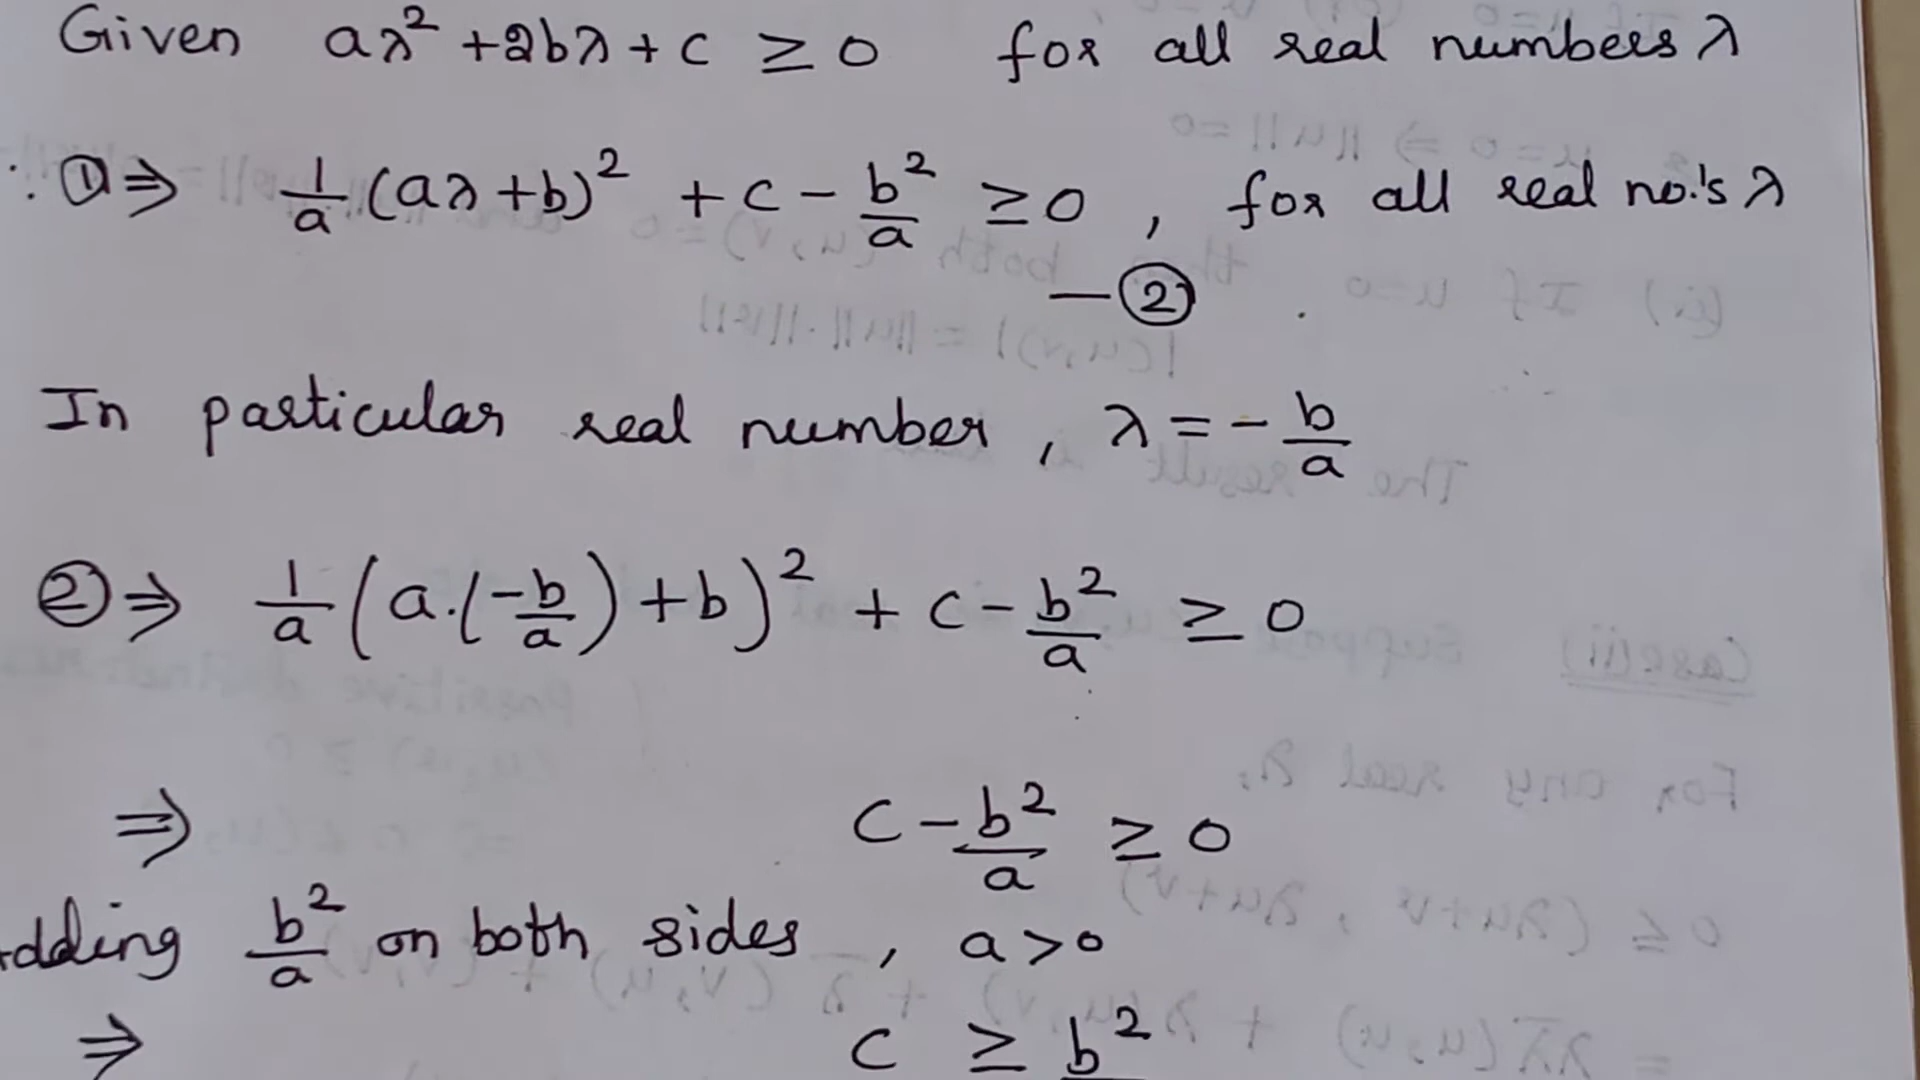 Given aλ² + 2bλ + c ≥ 0 for all real numbers λ
∴ ① ⇒ 1/a (aλ + b)² + c - b²/a ≥ 0 , for all real no.'s λ
— ②
In particular real number , λ = - b/a
② ⇒ 1/a (a.(-b/a) + b)² + c - b²/a ≥ 0
⇒ c - b²/a ≥ 0
dding b²/a on both sides , a > 0
⇒ c ≥ b²